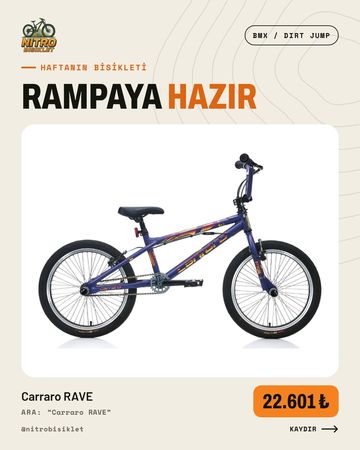 NITRO
BISIKLET
BMX / DIRT JUMP
HAFTANIN BİSİKLETİ
RAMPAYA HAZIR
Carraro RAVE
ARA: "Carraro RAVE"
22.601 ₺
@nitrobisiklet
KAYDIR